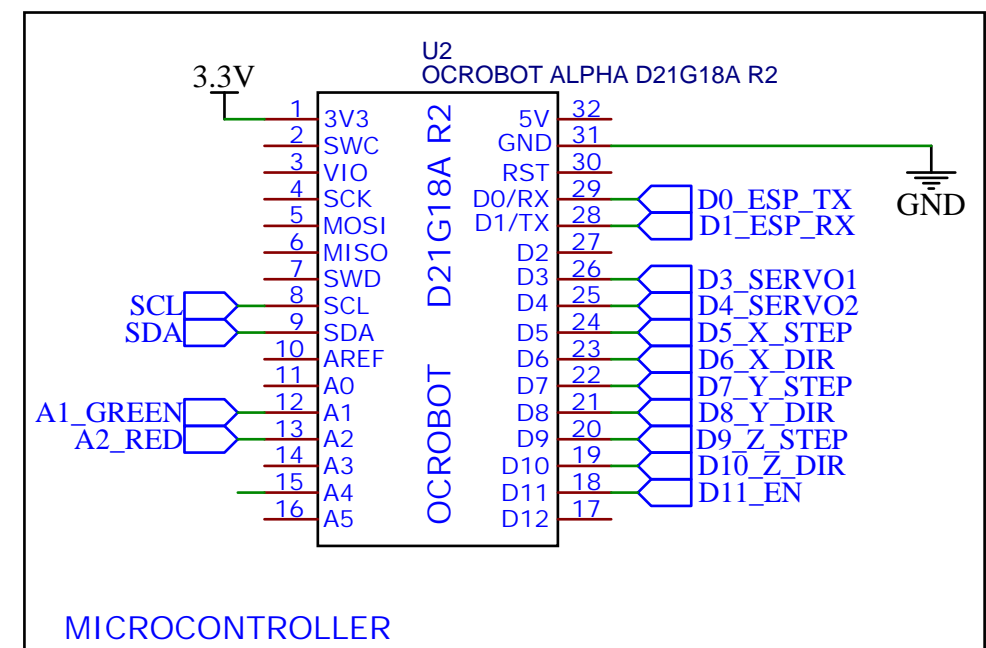 U2
OCROBOT ALPHA D21G18A R2
3.3V
1 3V3 5V 32
2 SWC GND 31
3 VIO RST 30
4 SCK D0/RX 29 D0_ESP_TX
5 MOSI D1/TX 28 D1_ESP_RX
6 MISO D2 27
7 SWD D3 26 D3_SERVO1
SCL 8 SCL D4 25 D4_SERVO2
SDA 9 SDA D5 24 D5_X_STEP
10 AREF D6 23 D6_X_DIR
11 A0 D7 22 D7_Y_STEP
A1_GREEN 12 A1 D8 21 D8_Y_DIR
A2_RED 13 A2 D9 20 D9_Z_STEP
14 A3 D10 19 D10_Z_DIR
15 A4 D11 18 D11_EN
16 A5 D12 17
OCROBOT D21G18A R2
GND
MICROCONTROLLER